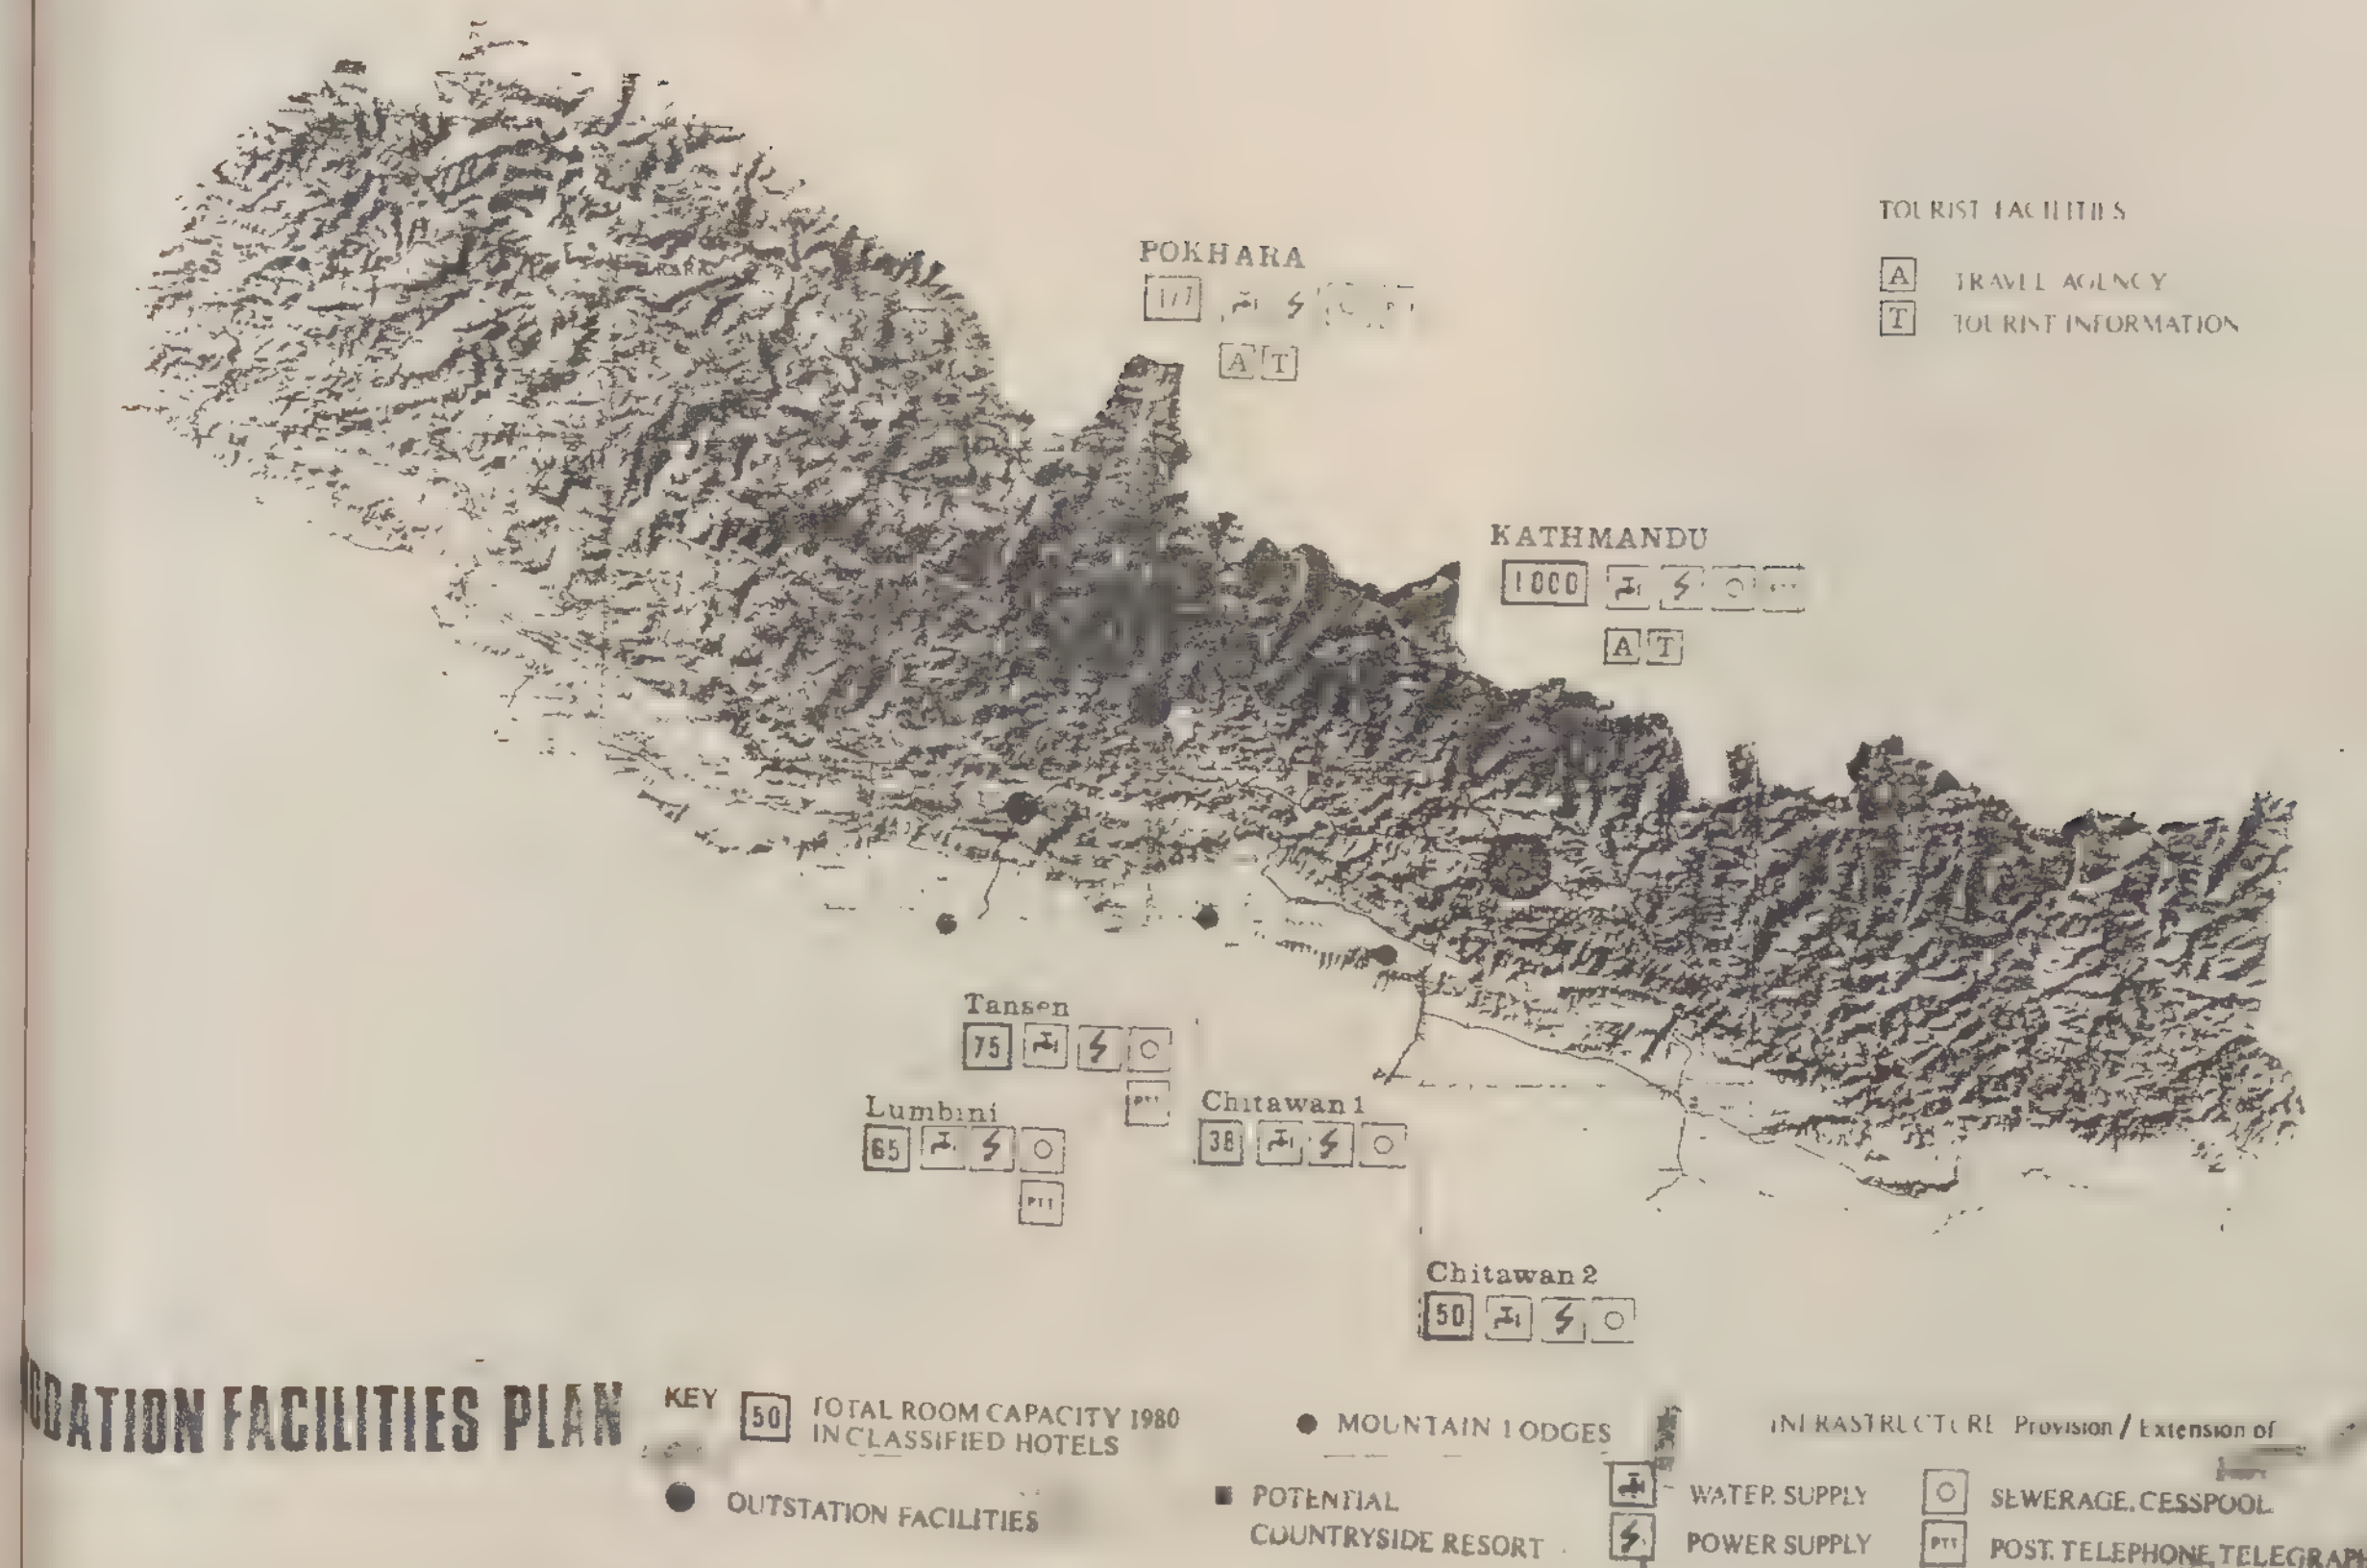 TOURIST FACILITIES
A TRAVEL AGENCY
T TOURIST INFORMATION
POKHARA
A T
KATHMANDU
1000
A T
Tansen
75
PTT
Lumbini
65
PTT
Chitawan 1
38
Chitawan 2
50
ODATION FACILITIES PLAN
KEY
50 TOTAL ROOM CAPACITY 1980
IN CLASSIFIED HOTELS
OUTSTATION FACILITIES
MOUNTAIN LODGES
POTENTIAL
COUNTRYSIDE RESORT
INFRASTRUCTURE Provision / Extension of
WATER SUPPLY
POWER SUPPLY
SEWERAGE, CESSPOOL
PTT POST, TELEPHONE, TELEGRAPH